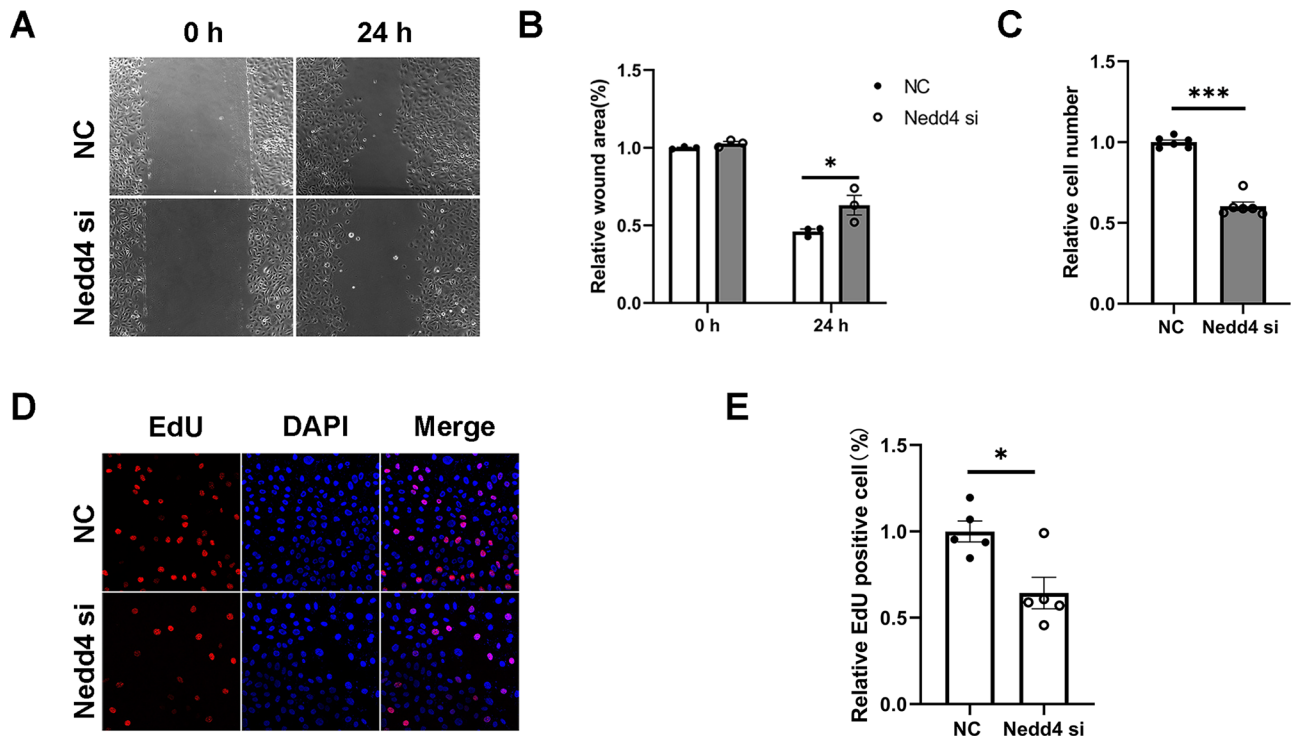 A
0 h
24 h
NC
Nedd4 si
B
Relative wound area(%)
1.5
1.0
0.5
0.0
*
NC
Nedd4 si
0 h
24 h
C
Relative cell number
1.5
1.0
0.5
0.0
***
NC
Nedd4 si
D
EdU
DAPI
Merge
NC
Nedd4 si
E
Relative EdU positive cell(%)
1.5
1.0
0.5
0.0
*
NC
Nedd4 si